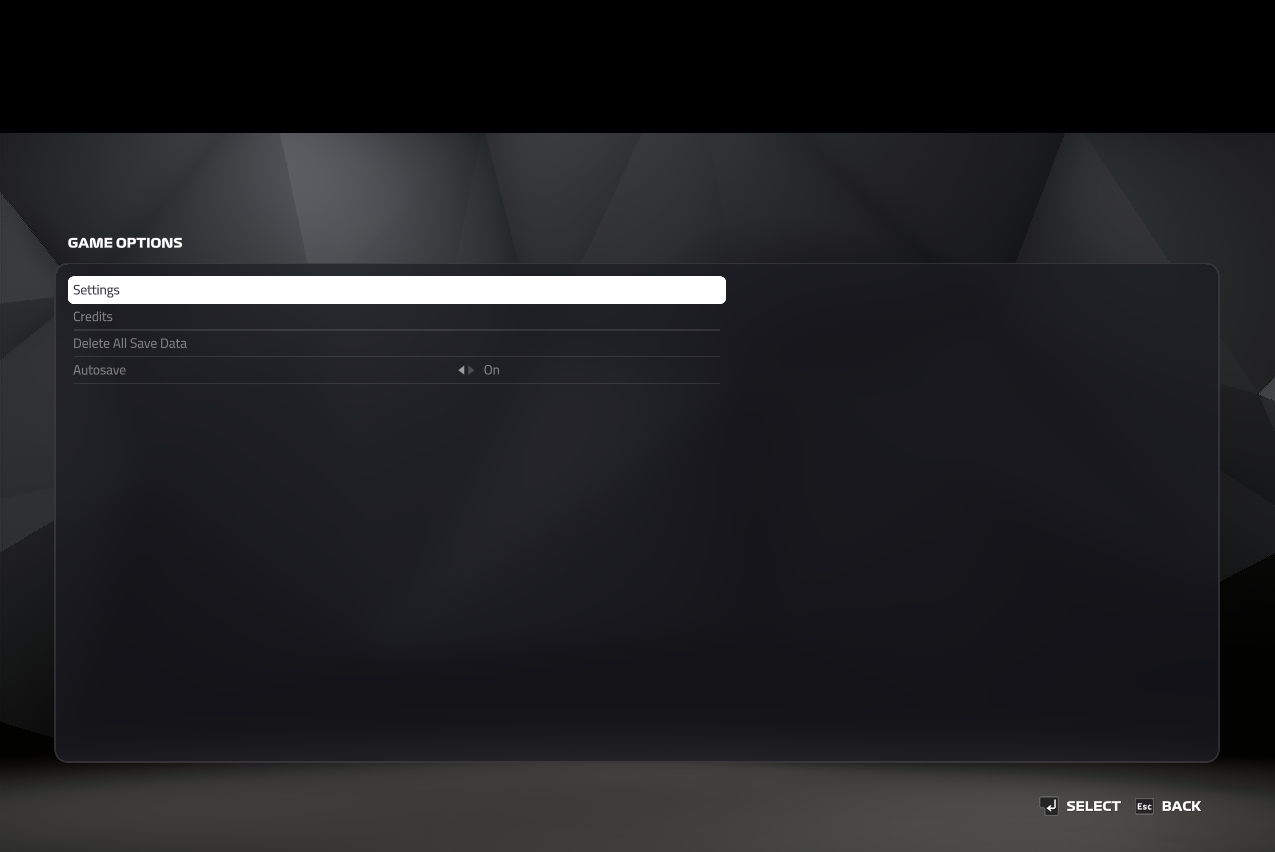 GAME OPTIONS
Settings
Credits
Delete All Save Data
Autosave On
SELECT Esc BACK